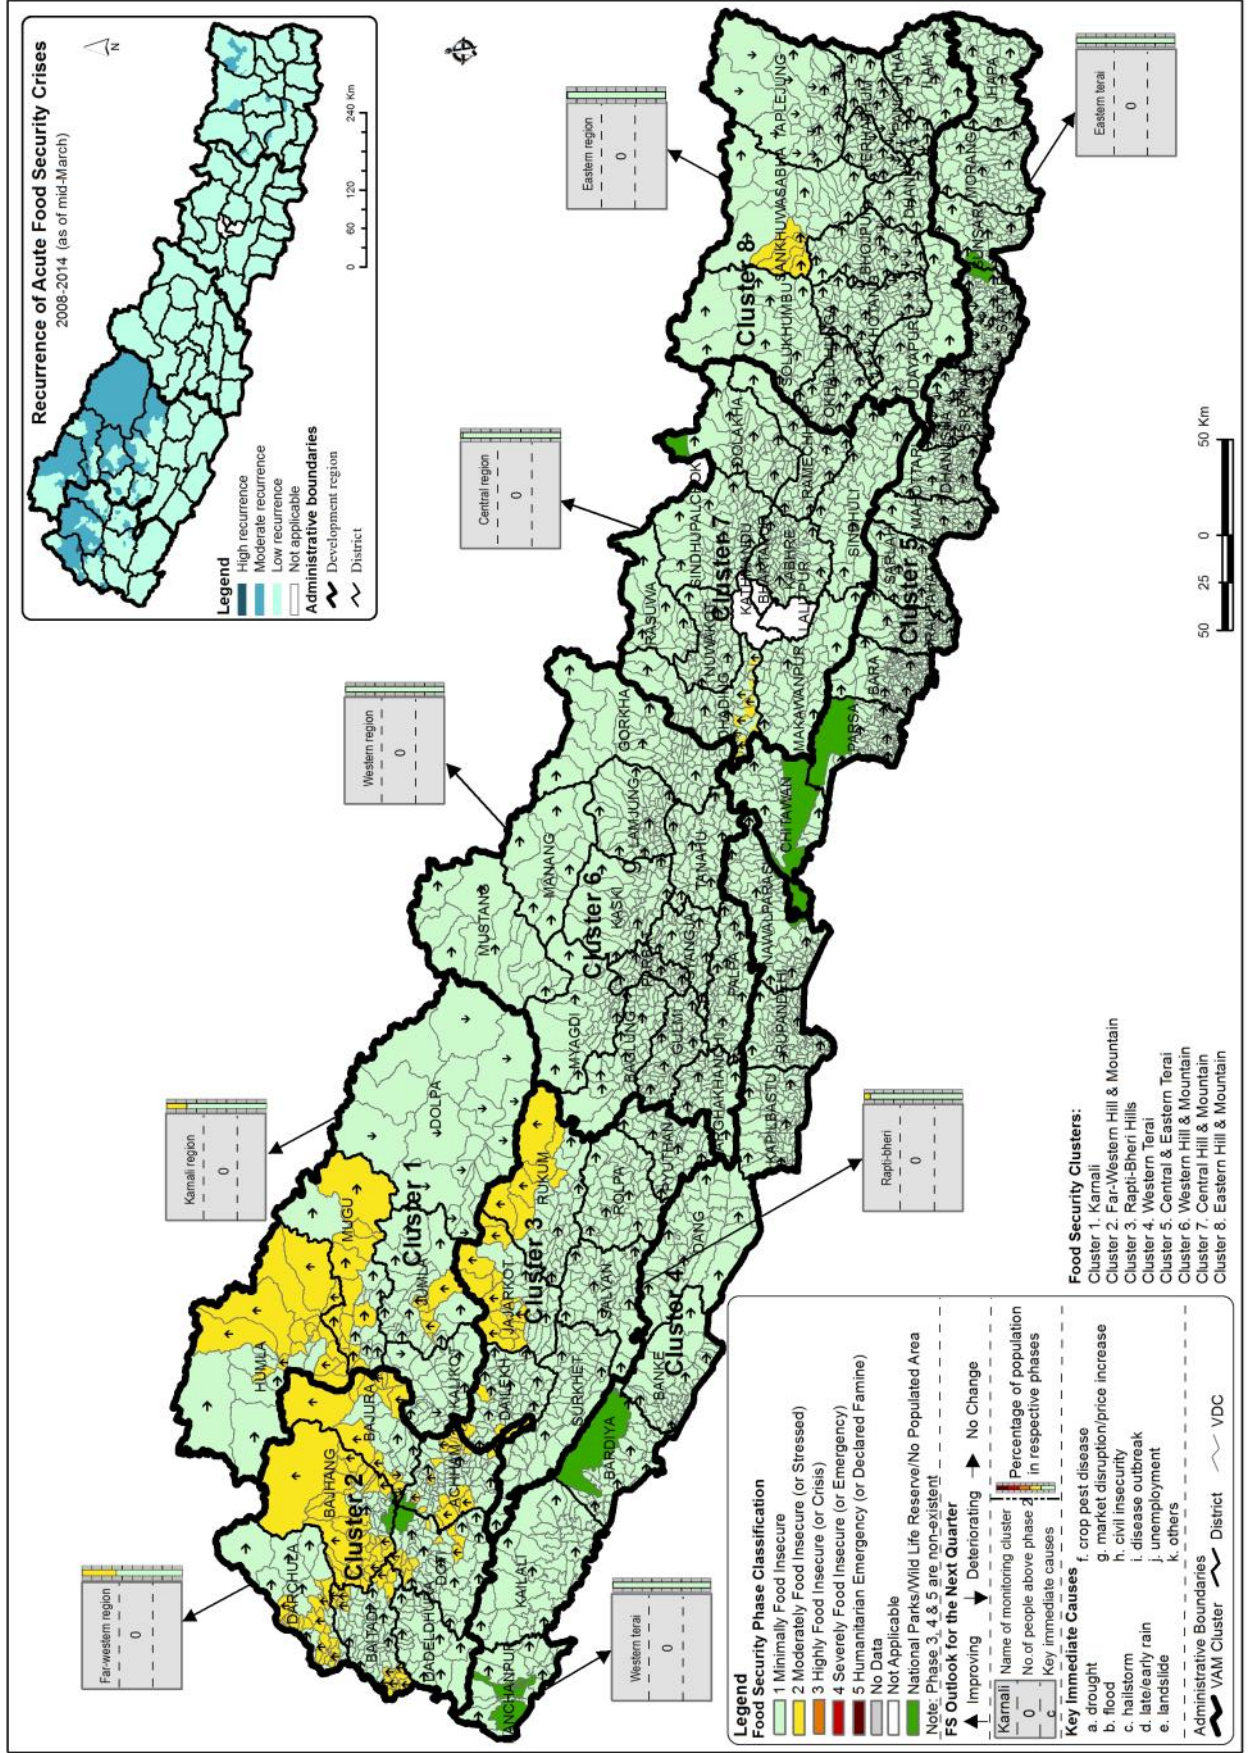 Recurrence of Acute Food Security Crises
2008-2014 (as of mid-March)
N
Legend
High recurrence
Moderate recurrence
Low recurrence
Not applicable
Administrative boundaries
Development region
District
0 60 120 240 Km
Far-western region
0
Karnali region
0
Western region
0
Central region
0
Eastern region
0
Western terai
0
Rapti-bheri
0
Eastern terai
0
Cluster 1
Cluster 2
Cluster 3
Cluster 4
Cluster 5
Cluster 6
Cluster 7
Cluster 8
DARCHULA
BAJHANG
HUMLA
MUGU
BAJURA
BAITADI
DADELDHURA
DOTI
ACHHAM
KAILALI
KALIKOT
JUMLA
DOLPA
DAILEKH
JAJARKOT
RUKUM
SURKHET
SALYAN
ROLPA
PYUTHAN
BARDIYA
BANKE
DANG
MUSTANG
MANANG
MYAGDI
KASKI
LAMJUNG
GORKHA
BAGLUNG
PARBAT
GULMI
SYANGJA
TANAHU
PALPA
KAPILBASTU
RUPANDEHI
NAWALPARASI
CHITAWAN
RASUWA
NUWAKOT
SINDHUPALCHOK
DOLAKHA
KATHMANDU
KABHRE
LALITPUR
RAMECHHAP
MAKAWANPUR
SINDHULI
PARSA
BARA
SARLAHI
SOLUKHUMBU
SANKHUWASABHA
TAPLEJUNG
BHOJPUR
UDAYAPUR
ILAM
JHAPA
MORANG
Legend
Food Security Phase Classification
1 Minimally Food Insecure
2 Moderately Food Insecure (or Stressed)
3 Highly Food Insecure (or Crisis)
4 Severely Food Insecure (or Emergency)
5 Humanitarian Emergency (or Declared Famine)
No Data
Not Applicable
National Parks/Wild Life Reserve/No Populated Area
Note: Phase 3, 4 & 5 are non-existent
FS Outlook for the Next Quarter
Improving Deteriorating No Change
Karnali Name of monitoring cluster
0 No. of people above phase 2
c Key immediate causes
Percentage of population
in respective phases
Key Immediate Causes
a. drought
b. flood
c. hailstorm
d. late/early rain
e. landslide
f. crop pest disease
g. market disruption/price increase
h. civil insecurity
i. disease outbreak
j. unemployment
k. others
Administrative Boundaries
VAM Cluster District VDC
Food Security Clusters:
Cluster 1. Karnali
Cluster 2. Far-Western Hill & Mountain
Cluster 3. Rapti-Bheri Hills
Cluster 4. Western Terai
Cluster 5. Central & Eastern Terai
Cluster 6. Western Hill & Mountain
Cluster 7. Central Hill & Mountain
Cluster 8. Eastern Hill & Mountain
50 25 0 50 Km